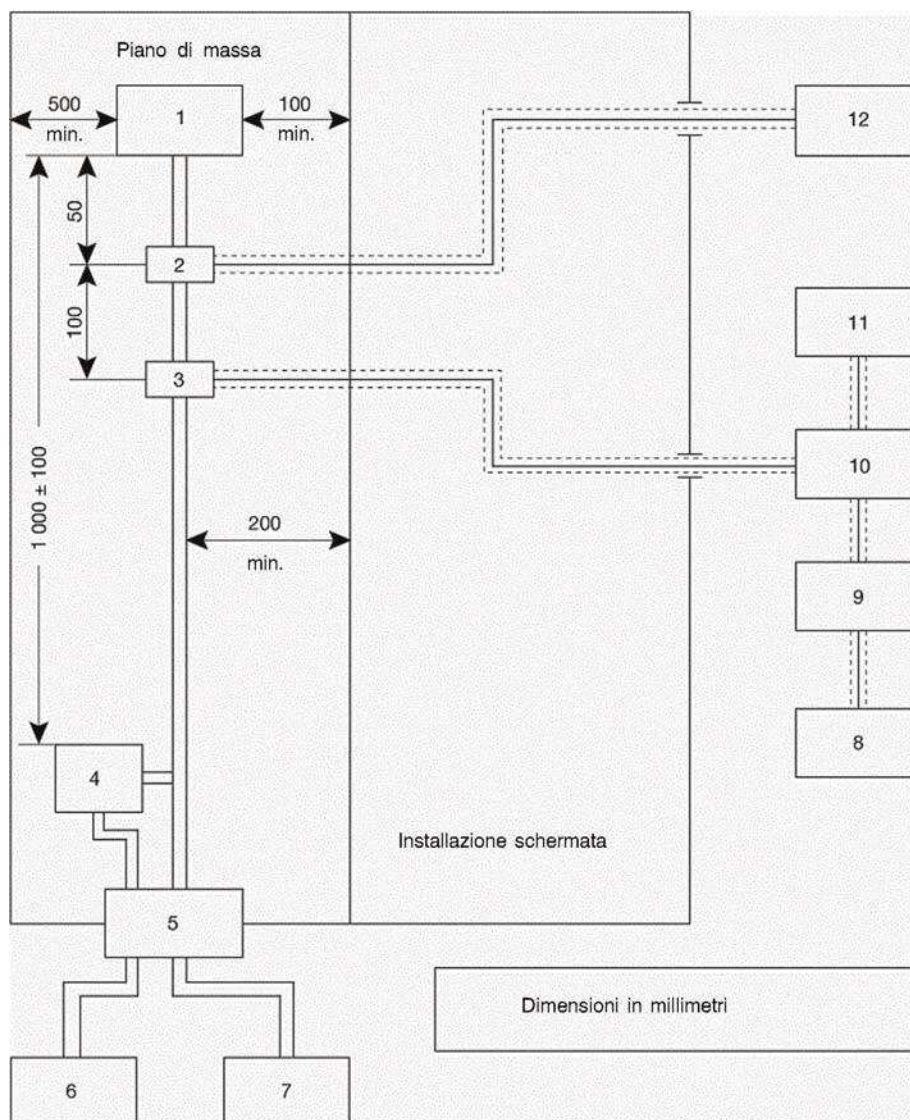 Piano di massa
500
min.
1
100
min.
12
50
2
100
3
11
10
1 000 ± 100
200
min.
9
4
8
Installazione schermata
5
Dimensioni in millimetri
6
7